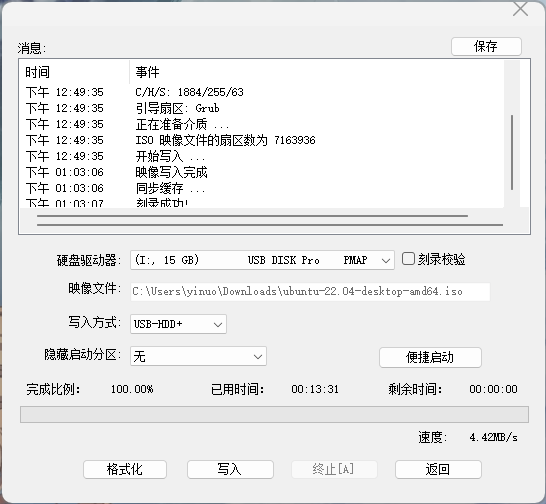 消息:
保存
时间 事件
下午 12:49:35 C/H/S: 1884/255/63
下午 12:49:35 引导扇区: Grub
下午 12:49:35 正在准备介质 ...
下午 12:49:35 ISO 映像文件的扇区数为 7163936
下午 12:49:35 开始写入 ...
下午 01:03:06 映像写入完成
下午 01:03:06 同步缓存 ...
下午 01:03:07 刻录成功!
硬盘驱动器: (I:, 15 GB) USB DISK Pro PMAP 刻录校验
映像文件: C:\Users\yinuo\Downloads\ubuntu-22.04-desktop-amd64.iso
写入方式: USB-HDD+
隐藏启动分区: 无 便捷启动
完成比例: 100.00% 已用时间: 00:13:31 剩余时间: 00:00:00
速度: 4.42MB/s
格式化 写入 终止[A] 返回